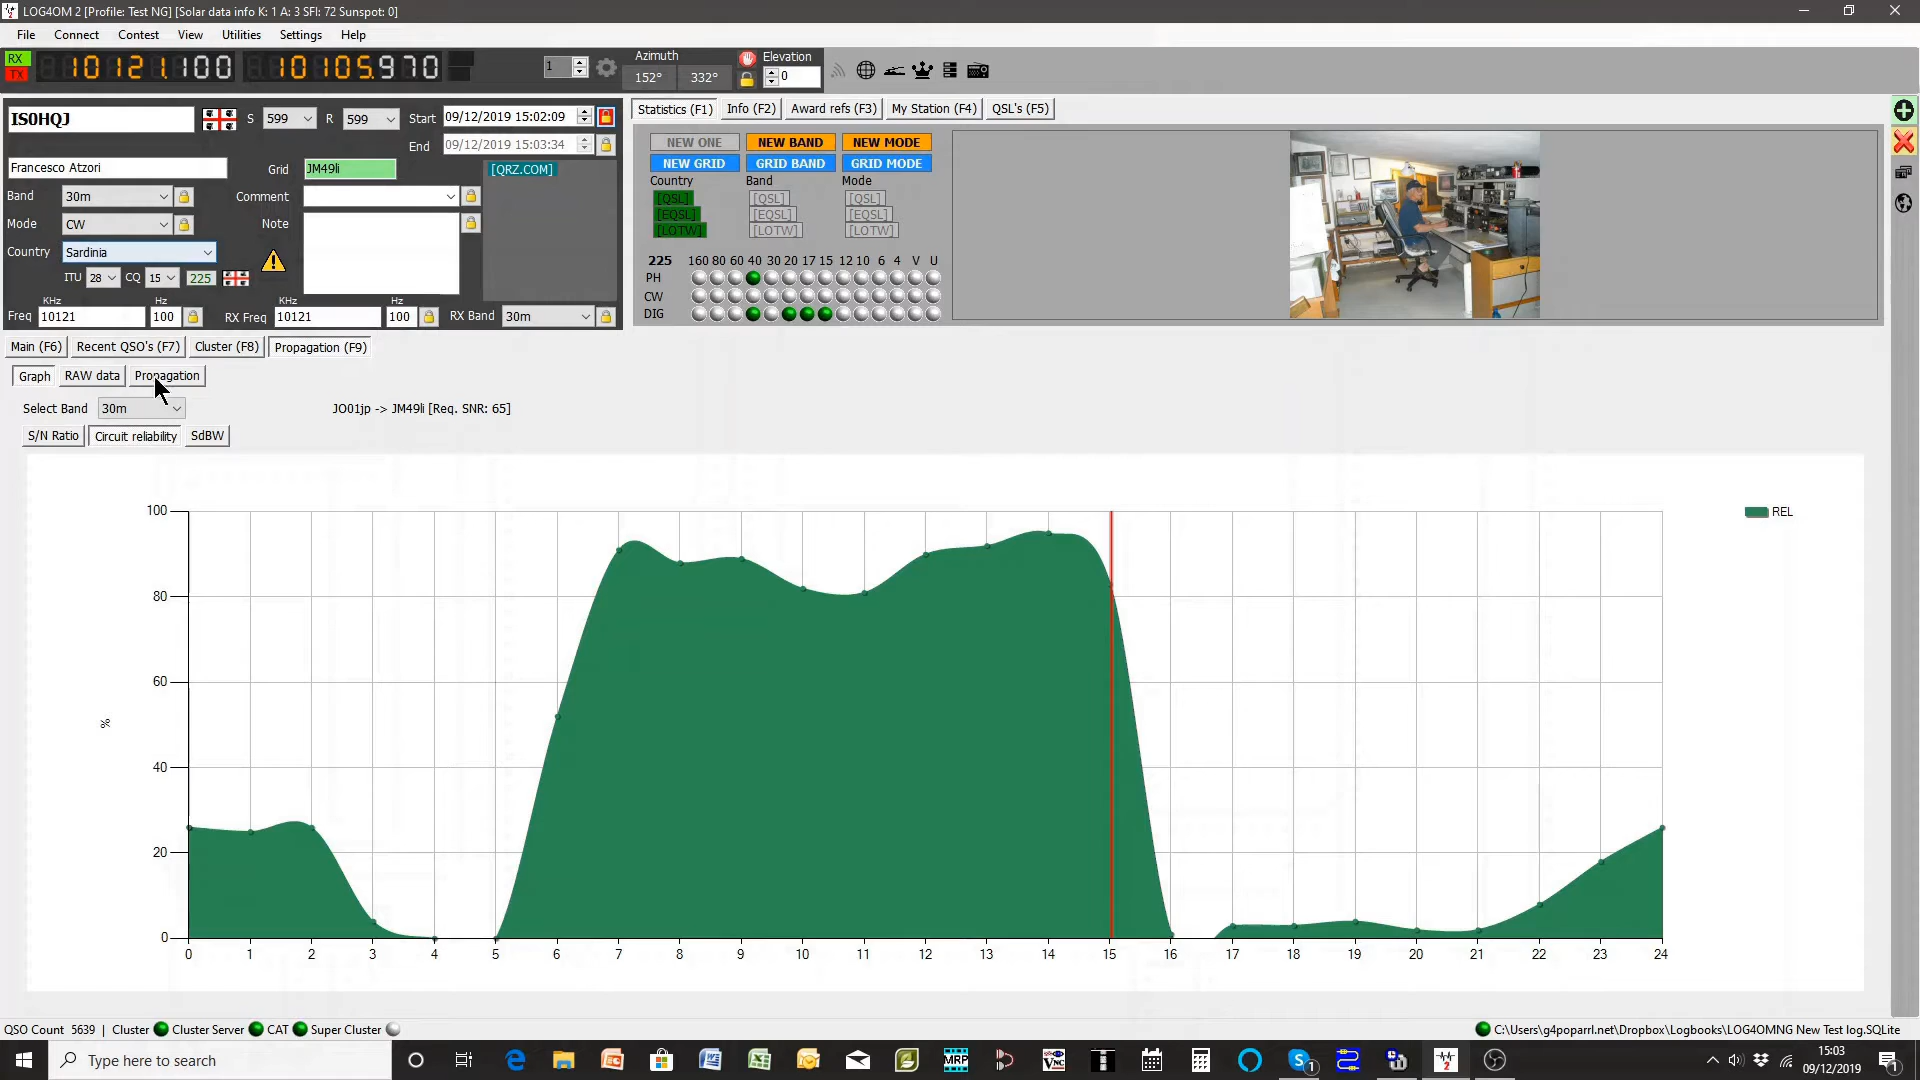 LOG4OM 2 [Profile: Test NG] [Solar data info K: 1 A: 3 SFI: 72 Sunspot: 0]
File Connect Contest View Utilities Settings Help
RX TX 10121.100 10105.970 1 Azimuth 152° 332° Elevation 0
IS0HQJ S 599 R 599 Start 09/12/2019 15:02:09
End 09/12/2019 15:03:34
Francesco Atzori Grid JM49li [QRZ.COM]
Band 30m Comment
Mode CW Note
Country Sardinia
ITU 28 CQ 15 225
KHz Hz KHz Hz
Freq 10121 100 RX Freq 10121 100 RX Band 30m
Statistics (F1) Info (F2) Award refs (F3) My Station (F4) QSL's (F5)
NEW ONE NEW BAND NEW MODE
NEW GRID GRID BAND GRID MODE
Country Band Mode
[QSL] [QSL] [QSL]
[EQSL] [EQSL] [EQSL]
[LOTW] [LOTW] [LOTW]
225 160 80 60 40 30 20 17 15 12 10 6 4 V U
PH
CW
DIG
Main (F6) Recent QSO's (F7) Cluster (F8) Propagation (F9)
Graph RAW data Propagation
Select Band 30m JO01jp -> JM49li [Req. SNR: 65]
S/N Ratio Circuit reliability SdBW
100
80
60
%
40
20
0
0 1 2 3 4 5 6 7 8 9 10 11 12 13 14 15 16 17 18 19 20 21 22 23 24
REL
QSO Count 5639 | Cluster Cluster Server CAT Super Cluster
C:\Users\g4poparrl.net\Dropbox\Logbooks\LOG4OMNG New Test log.SQLite
Type here to search
MRP
15:03
09/12/2019